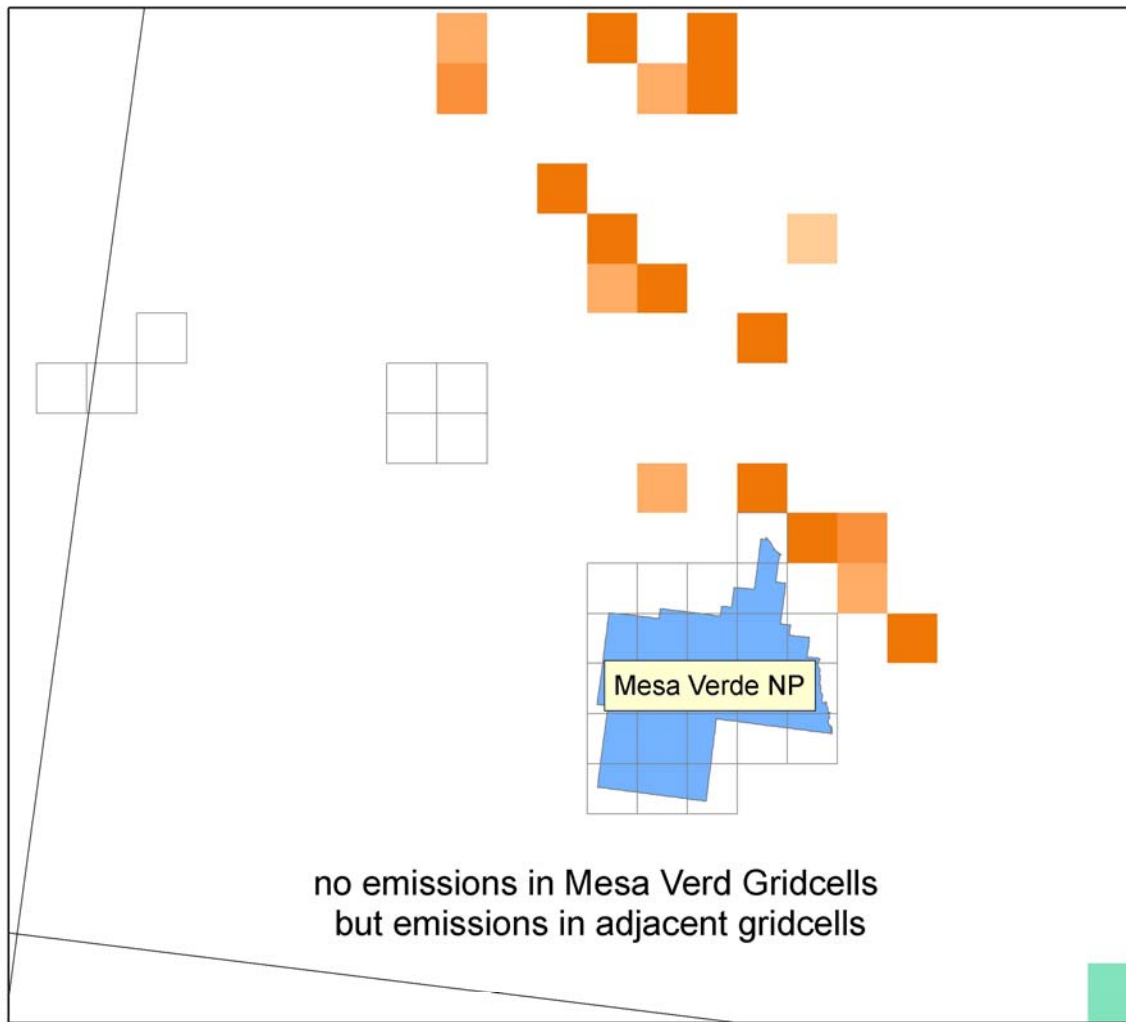 Mesa Verde NP
no emissions in Mesa Verd Gridcells
but emissions in adjacent gridcells